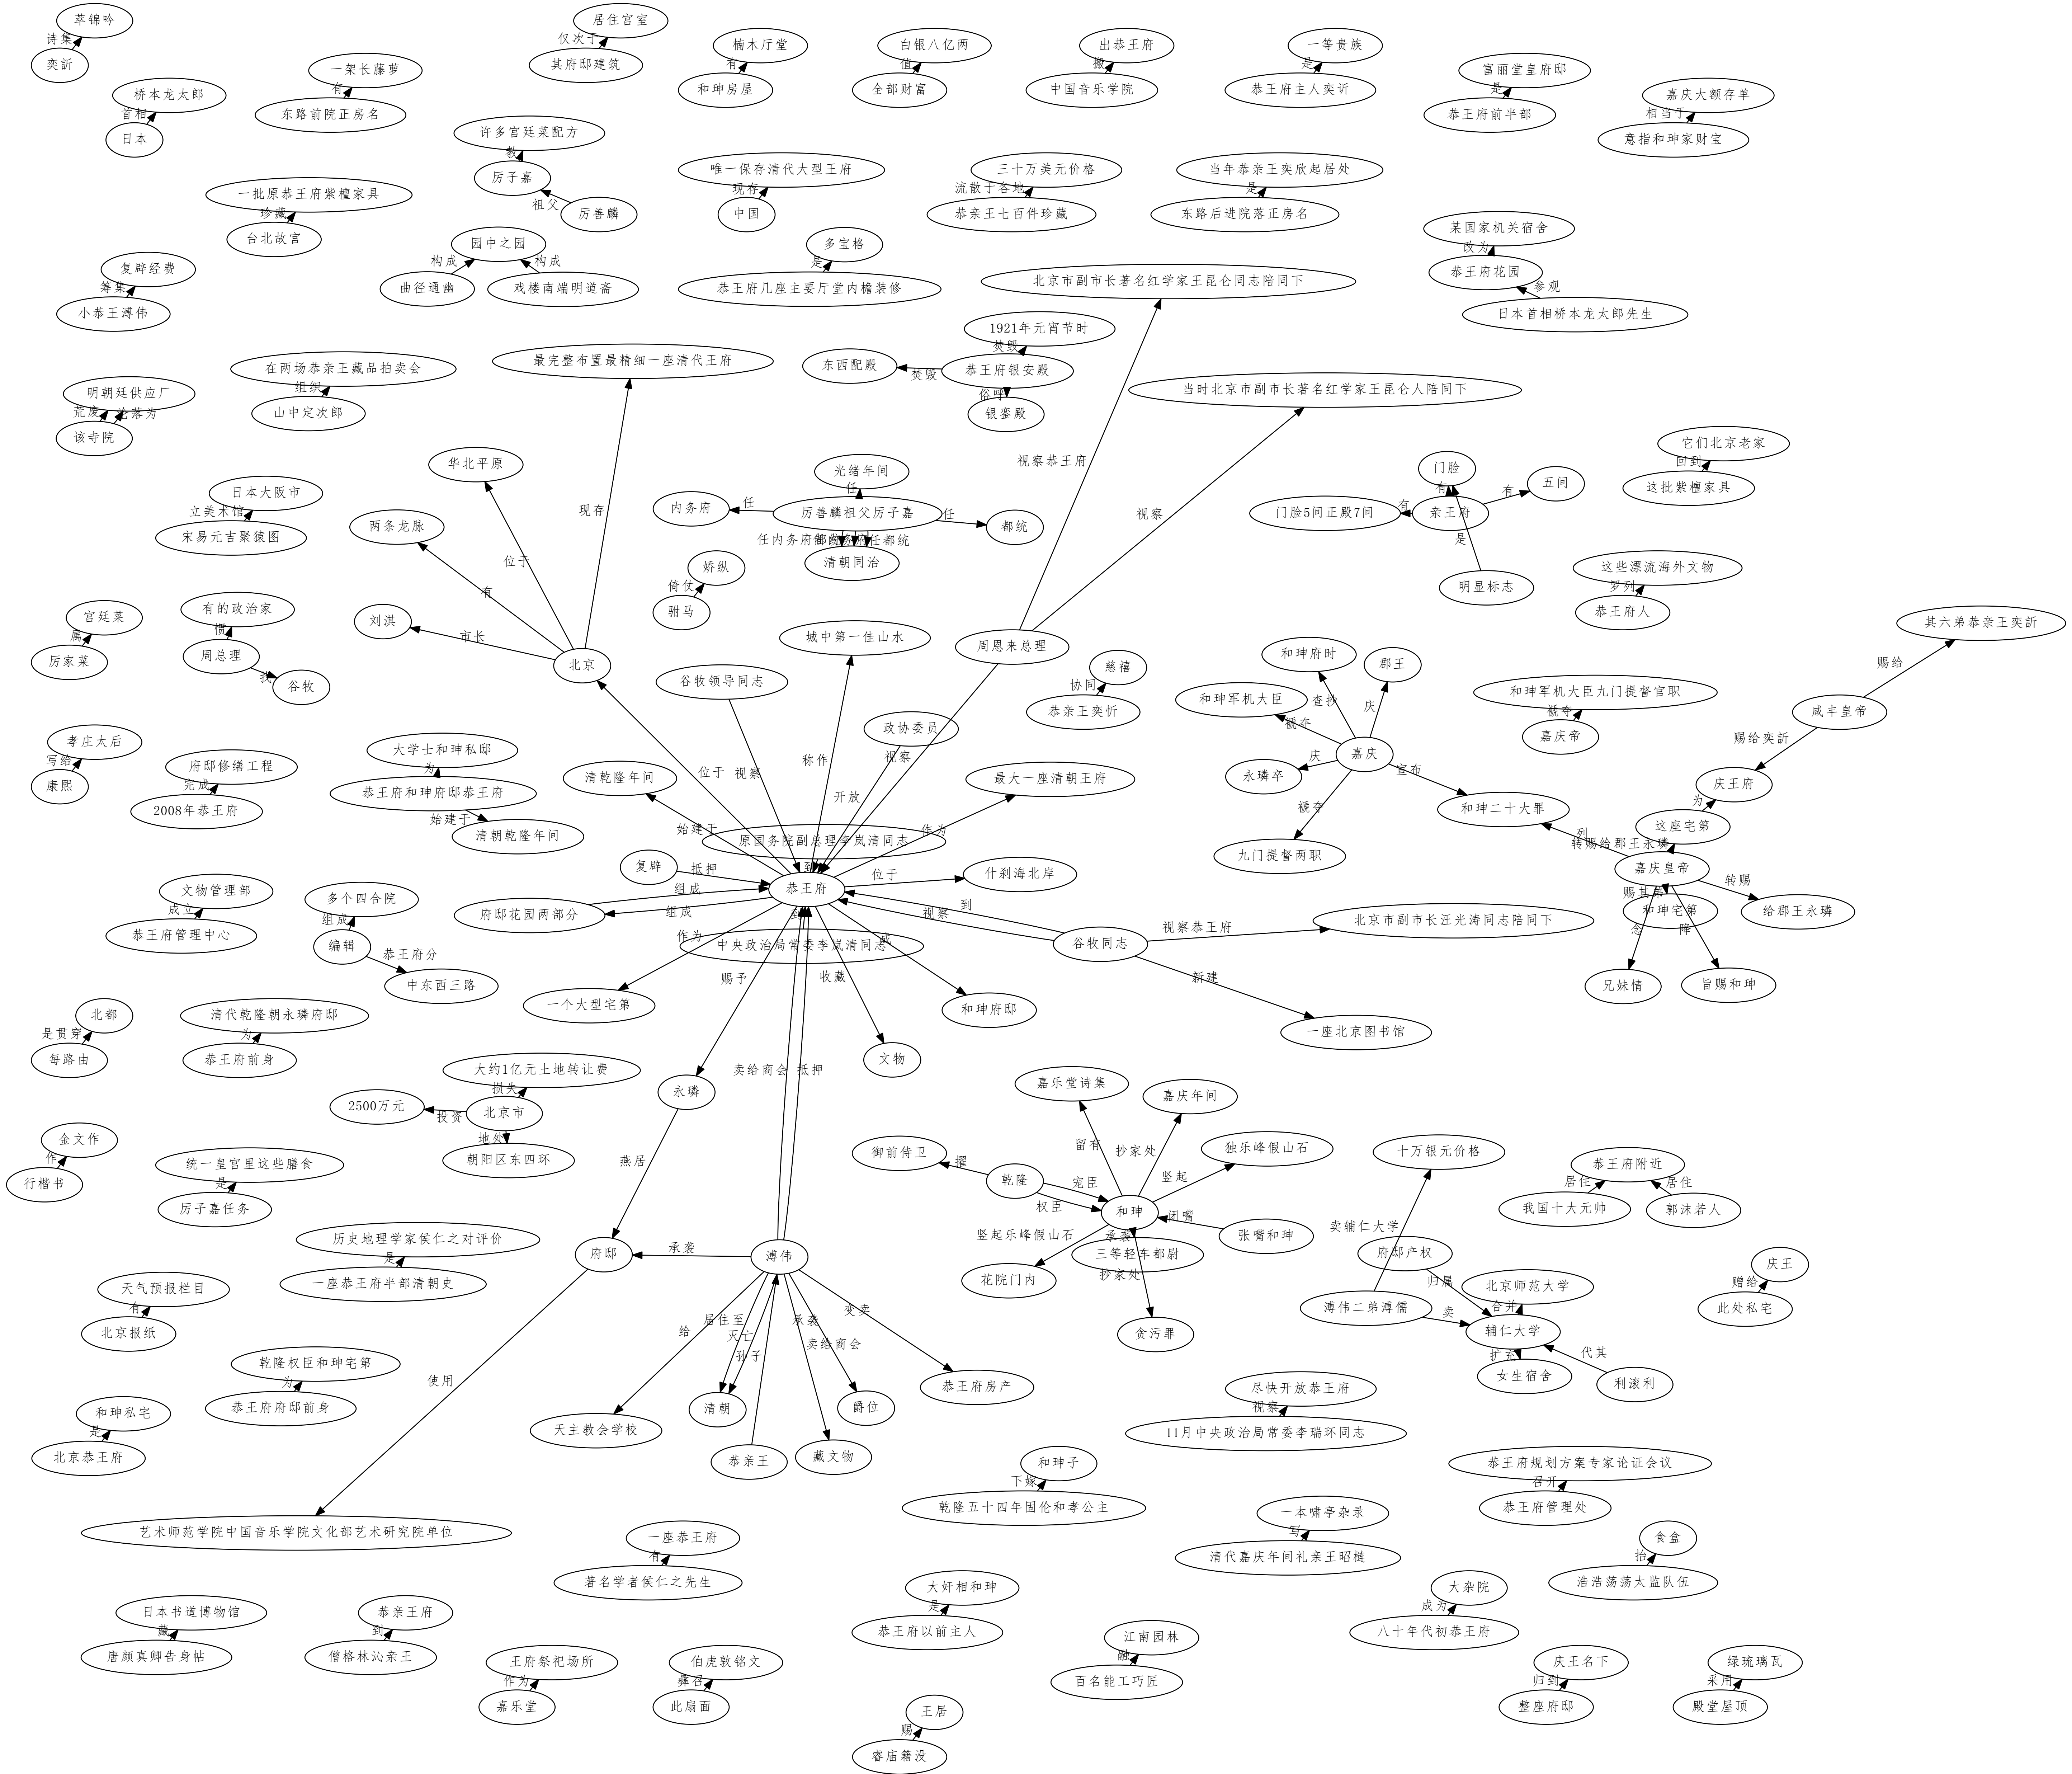 萃锦吟
诗集
奕訢
居住宫室
仅次于
其府邸建筑
楠木厅堂
有
和珅房屋
白银八亿两
值
全部财富
出恭王府
搬
中国音乐学院
一等贵族
是
恭王府主人奕䜣
富丽堂皇府邸
是
恭王府前半部
嘉庆大额存单
相当于
意指和珅家财宝
桥本龙太郎
首相
日本
一架长藤萝
有
东路前院正房名
许多宫廷菜配方
教
厉子嘉
祖父
厉善麟
唯一保存清代大型王府
现存
中国
三十万美元价格
流散于各地
恭亲王七百件珍藏
当年恭亲王奕欣起居处
是
东路后进院落正房名
一批原恭王府紫檀家具
珍藏
台北故宫
园中之园
构成
构成
曲径通幽
戏楼南端明道斋
多宝格
是
恭王府几座主要厅堂内檐装修
北京市副市长著名红学家王昆仑同志陪同下
某国家机关宿舍
改为
恭王府花园
参观
日本首相桥本龙太郎先生
复辟经费
筹集
小恭王溥伟
明朝廷供应厂
荒废
沦落为
该寺院
在两场恭亲王藏品拍卖会
组织
山中定次郎
最完整布置最精细一座清代王府
1921年元宵节时
焚毁
东西配殿
焚毁
恭王府银安殿
俗呼
银銮殿
当时北京市副市长著名红学家王昆仑人陪同下
视察恭王府
视察
华北平原
日本大阪市
立美术馆
宋易元吉聚猿图
两条龙脉
现存
位于
有
刘淇
市长
北京
光绪年间
任
内务府
任
厉善麟祖父厉子嘉
任
都统
任内务府都统
任都统
清朝同治
娇纵
倚仗
驸马
门脸
有
五间
有
门脸5间正殿7间
有
亲王府
是
明显标志
它们北京老家
回到
这批紫檀家具
这些漂流海外文物
罗列
恭王府人
宫廷菜
属
厉家菜
有的政治家
惯
周总理
找
谷牧
城中第一佳山水
周恩来总理
谷牧领导同志
政协委员
慈禧
协同
恭亲王奕忻
和珅府时
郡王
和珅军机大臣
查抄
庆
褫夺
嘉庆
庆
永璘卒
宣布
褫夺
九门提督两职
和珅二十大罪
和珅军机大臣九门提督官职
褫夺
嘉庆帝
其六弟恭亲王奕訢
赐给
咸丰皇帝
赐给奕訢
庆王府
为
这座宅第
列
转赐给郡王永璘
嘉庆皇帝
赐其弟
转赐
给郡王永璘
和珅宅第
念
降
兄妹情
旨赐和珅
孝庄太后
写给
康熙
府邸修缮工程
完成
2008年恭王府
大学士和珅私邸
为
恭王府和珅府邸恭王府
始建于
清朝乾隆年间
清乾隆年间
位于
视察
称作
视察
开放
最大一座清朝王府
始建于
原国务院副总理李岚清同志
作为
到
复辟
抵押
恭王府
位于
什刹海北岸
组成
府邸花园两部分
组成
到
视察
谷牧同志
视察恭王府
北京市副市长汪光涛同志陪同下
新建
一座北京图书馆
到
作为
中央政治局常委李岚清同志
成
一个大型宅第
赐予
收藏
和珅府邸
文物
文物管理部
成立
恭王府管理中心
多个四合院
组成
编辑
恭王府分
中东西三路
北都
是贯穿
每路由
清代乾隆朝永璘府邸
为
恭王府前身
大约1亿元土地转让费
损失
2500万元
投资
北京市
地处
朝阳区东四环
永璘
卖给商会
抵押
燕居
嘉乐堂诗集
嘉庆年间
留有
抄家处
独乐峰假山石
竖起
御前侍卫
擢
乾隆
宠臣
权臣
和珅
闭嘴
张嘴和珅
竖起乐峰假山石
承袭
三等轻车都尉
花院门内
抄家处
贪污罪
十万银元价格
卖辅仁大学
府邸产权
归属
溥伟二弟溥儒
卖
北京师范大学
合并
辅仁大学
扩充
代其
女生宿舍
利滚利
恭王府附近
居住
居住
我国十大元帅
郭沫若人
庆王
赠给
此处私宅
金文作
作
行楷书
统一皇宫里这些膳食
是
厉子嘉任务
历史地理学家侯仁之对评价
是
一座恭王府半部清朝史
府邸
承袭
溥伟
天气预报栏目
有
北京报纸
给
居住至
灭亡
孙子
承袭
卖给商会
变卖
天主教会学校
清朝
恭亲王
藏文物
爵位
恭王府房产
使用
乾隆权臣和珅宅第
为
恭王府府邸前身
和珅私宅
是
北京恭王府
尽快开放恭王府
视察
11月中央政治局常委李瑞环同志
和珅子
下嫁
乾隆五十四年固伦和孝公主
恭王府规划方案专家论证会议
召开
恭王府管理处
一本啸亭杂录
写
清代嘉庆年间礼亲王昭梿
艺术师范学院中国音乐学院文化部艺术研究院单位
一座恭王府
有
著名学者侯仁之先生
食盒
抬
浩浩荡荡太监队伍
大奸相和珅
是
恭王府以前主人
大杂院
成为
八十年代初恭王府
日本书道博物馆
藏
唐颜真卿告身帖
恭亲王府
到
僧格林沁亲王
王府祭祀场所
作为
嘉乐堂
伯虎敦铭文
彝召
此扇面
江南园林
融
百名能工巧匠
庆王名下
归到
整座府邸
绿琉璃瓦
采用
殿堂屋顶
王居
赐
睿庙籍没